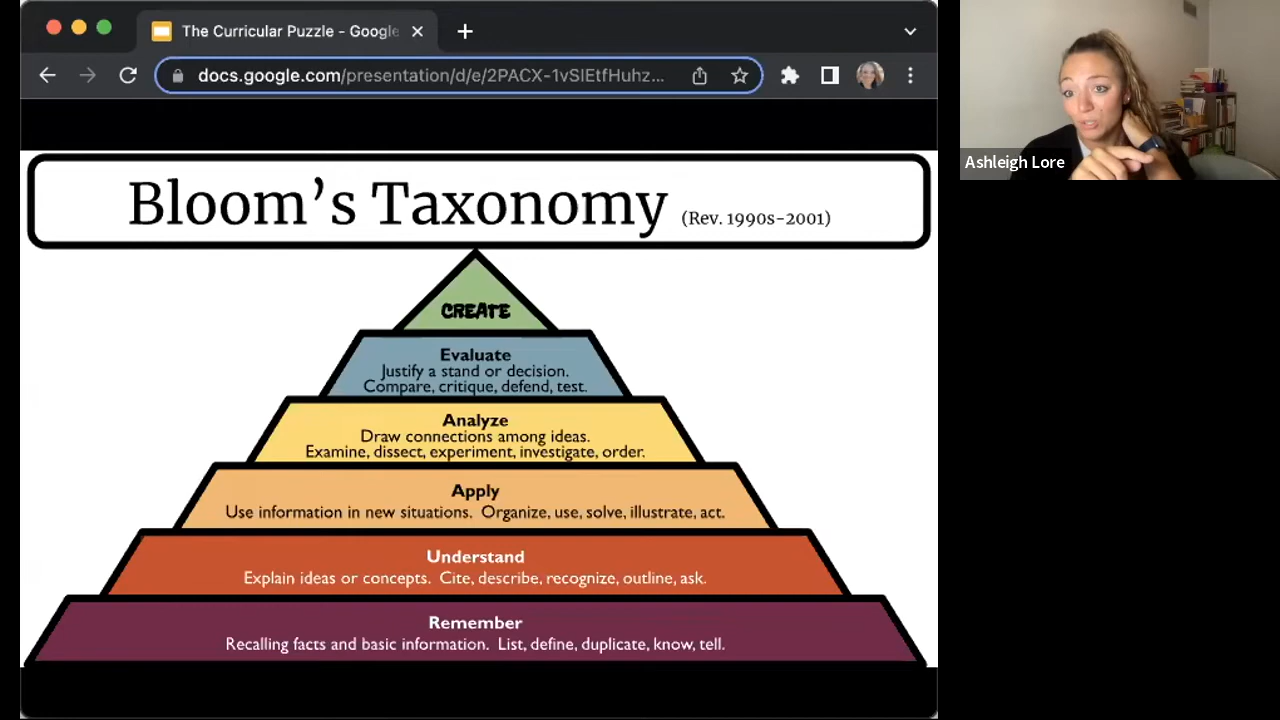 The Curricular Puzzle - Google
docs.google.com/presentation/d/e/2PACX-1vSlEtfHuhz...
Ashleigh Lore
Bloom's Taxonomy (Rev. 1990s-2001)
CREATE
Evaluate
Justify a stand or decision.
Compare, critique, defend, test.
Analyze
Draw connections among ideas.
Examine, dissect, experiment, investigate, order.
Apply
Use information in new situations. Organize, use, solve, illustrate, act.
Understand
Explain ideas or concepts. Cite, describe, recognize, outline, ask.
Remember
Recalling facts and basic information. List, define, duplicate, know, tell.